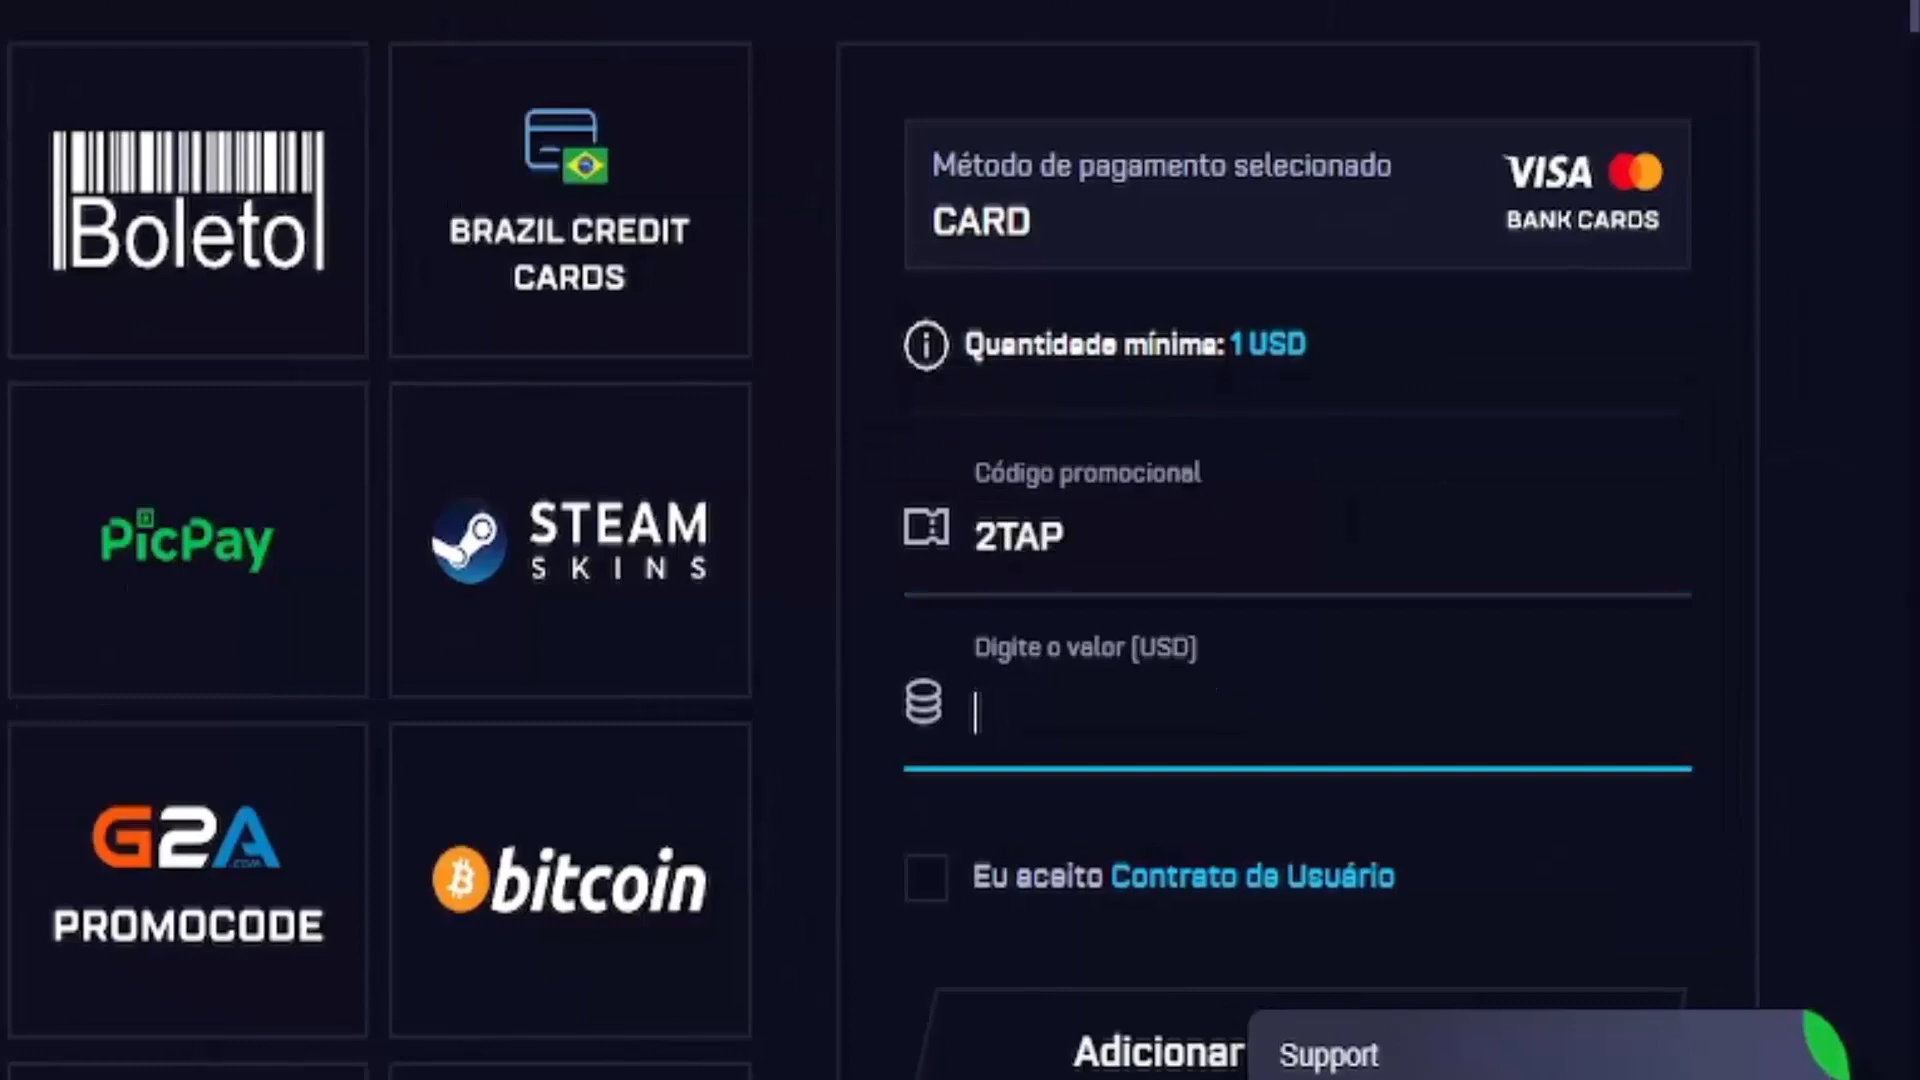 Boleto
BRAZIL CREDIT
CARDS
PicPay
STEAM
SKINS
G2A
.COM
PROMOCODE
bitcoin
Método de pagamento selecionado
CARD
VISA
BANK CARDS
Quantidade mínima: 1 USD
Código promocional
2TAP
Digite o valor (USD)
Eu aceito Contrato de Usuário
Adicionar
Support